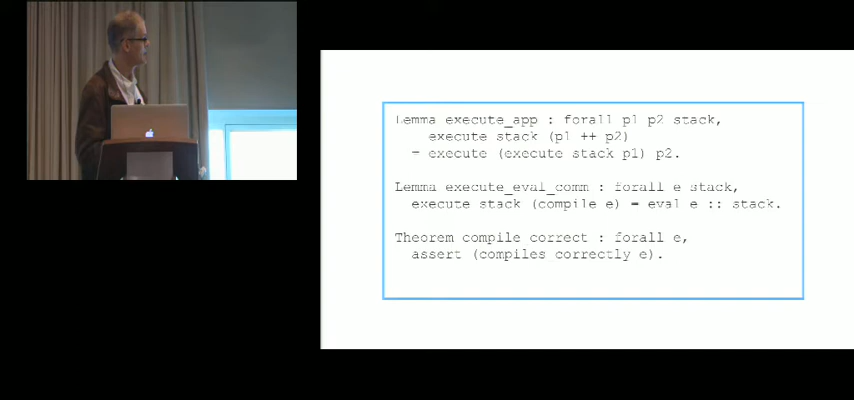 Lemma execute_app : forall p1 p2 stack,
execute stack (p1 ++ p2)
= execute (execute stack p1) p2.
Lemma execute_eval_comm : forall e stack,
execute stack (compile e) = eval e :: stack.
Theorem compile correct : forall e,
assert (compiles correctly e).